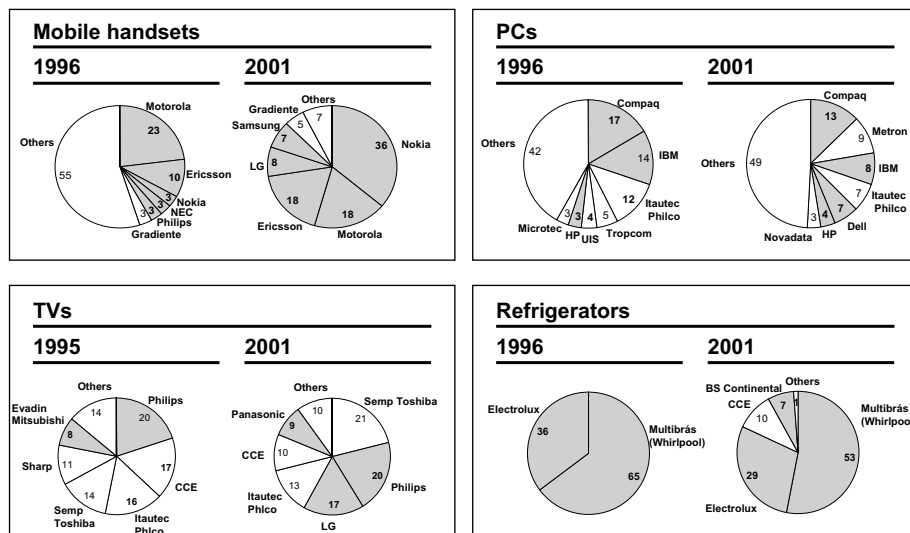 Mobile handsets
1996
2001
Motorola
23
Ericsson
10
Nokia
3
NEC
3
Philips
3
Gradiente
3
Others
55
Others
7
Gradiente
5
Samsung
7
LG
8
Ericsson
18
Motorola
18
Nokia
36
PCs
1996
2001
Compaq
17
IBM
14
Itautec
Philco
12
Tropcom
5
UIS
4
HP
3
Microtec
3
Others
42
Compaq
13
Metron
9
IBM
8
Itautec
Philco
7
Dell
7
HP
4
Novadata
3
Others
49
TVs
1995
2001
Others
14
Philips
20
CCE
17
Itautec
Phlco
16
Semp
Toshiba
14
Sharp
11
Evadin
Mitsubishi
8
Others
10
Semp Toshiba
21
Philips
20
LG
17
Itautec
Phlco
13
CCE
10
Panasonic
9
Refrigerators
1996
2001
Electrolux
36
Multibrás
(Whirlpool)
65
Others
1
BS Continental
7
CCE
10
Electrolux
29
Multibrás
(Whirlpool
53